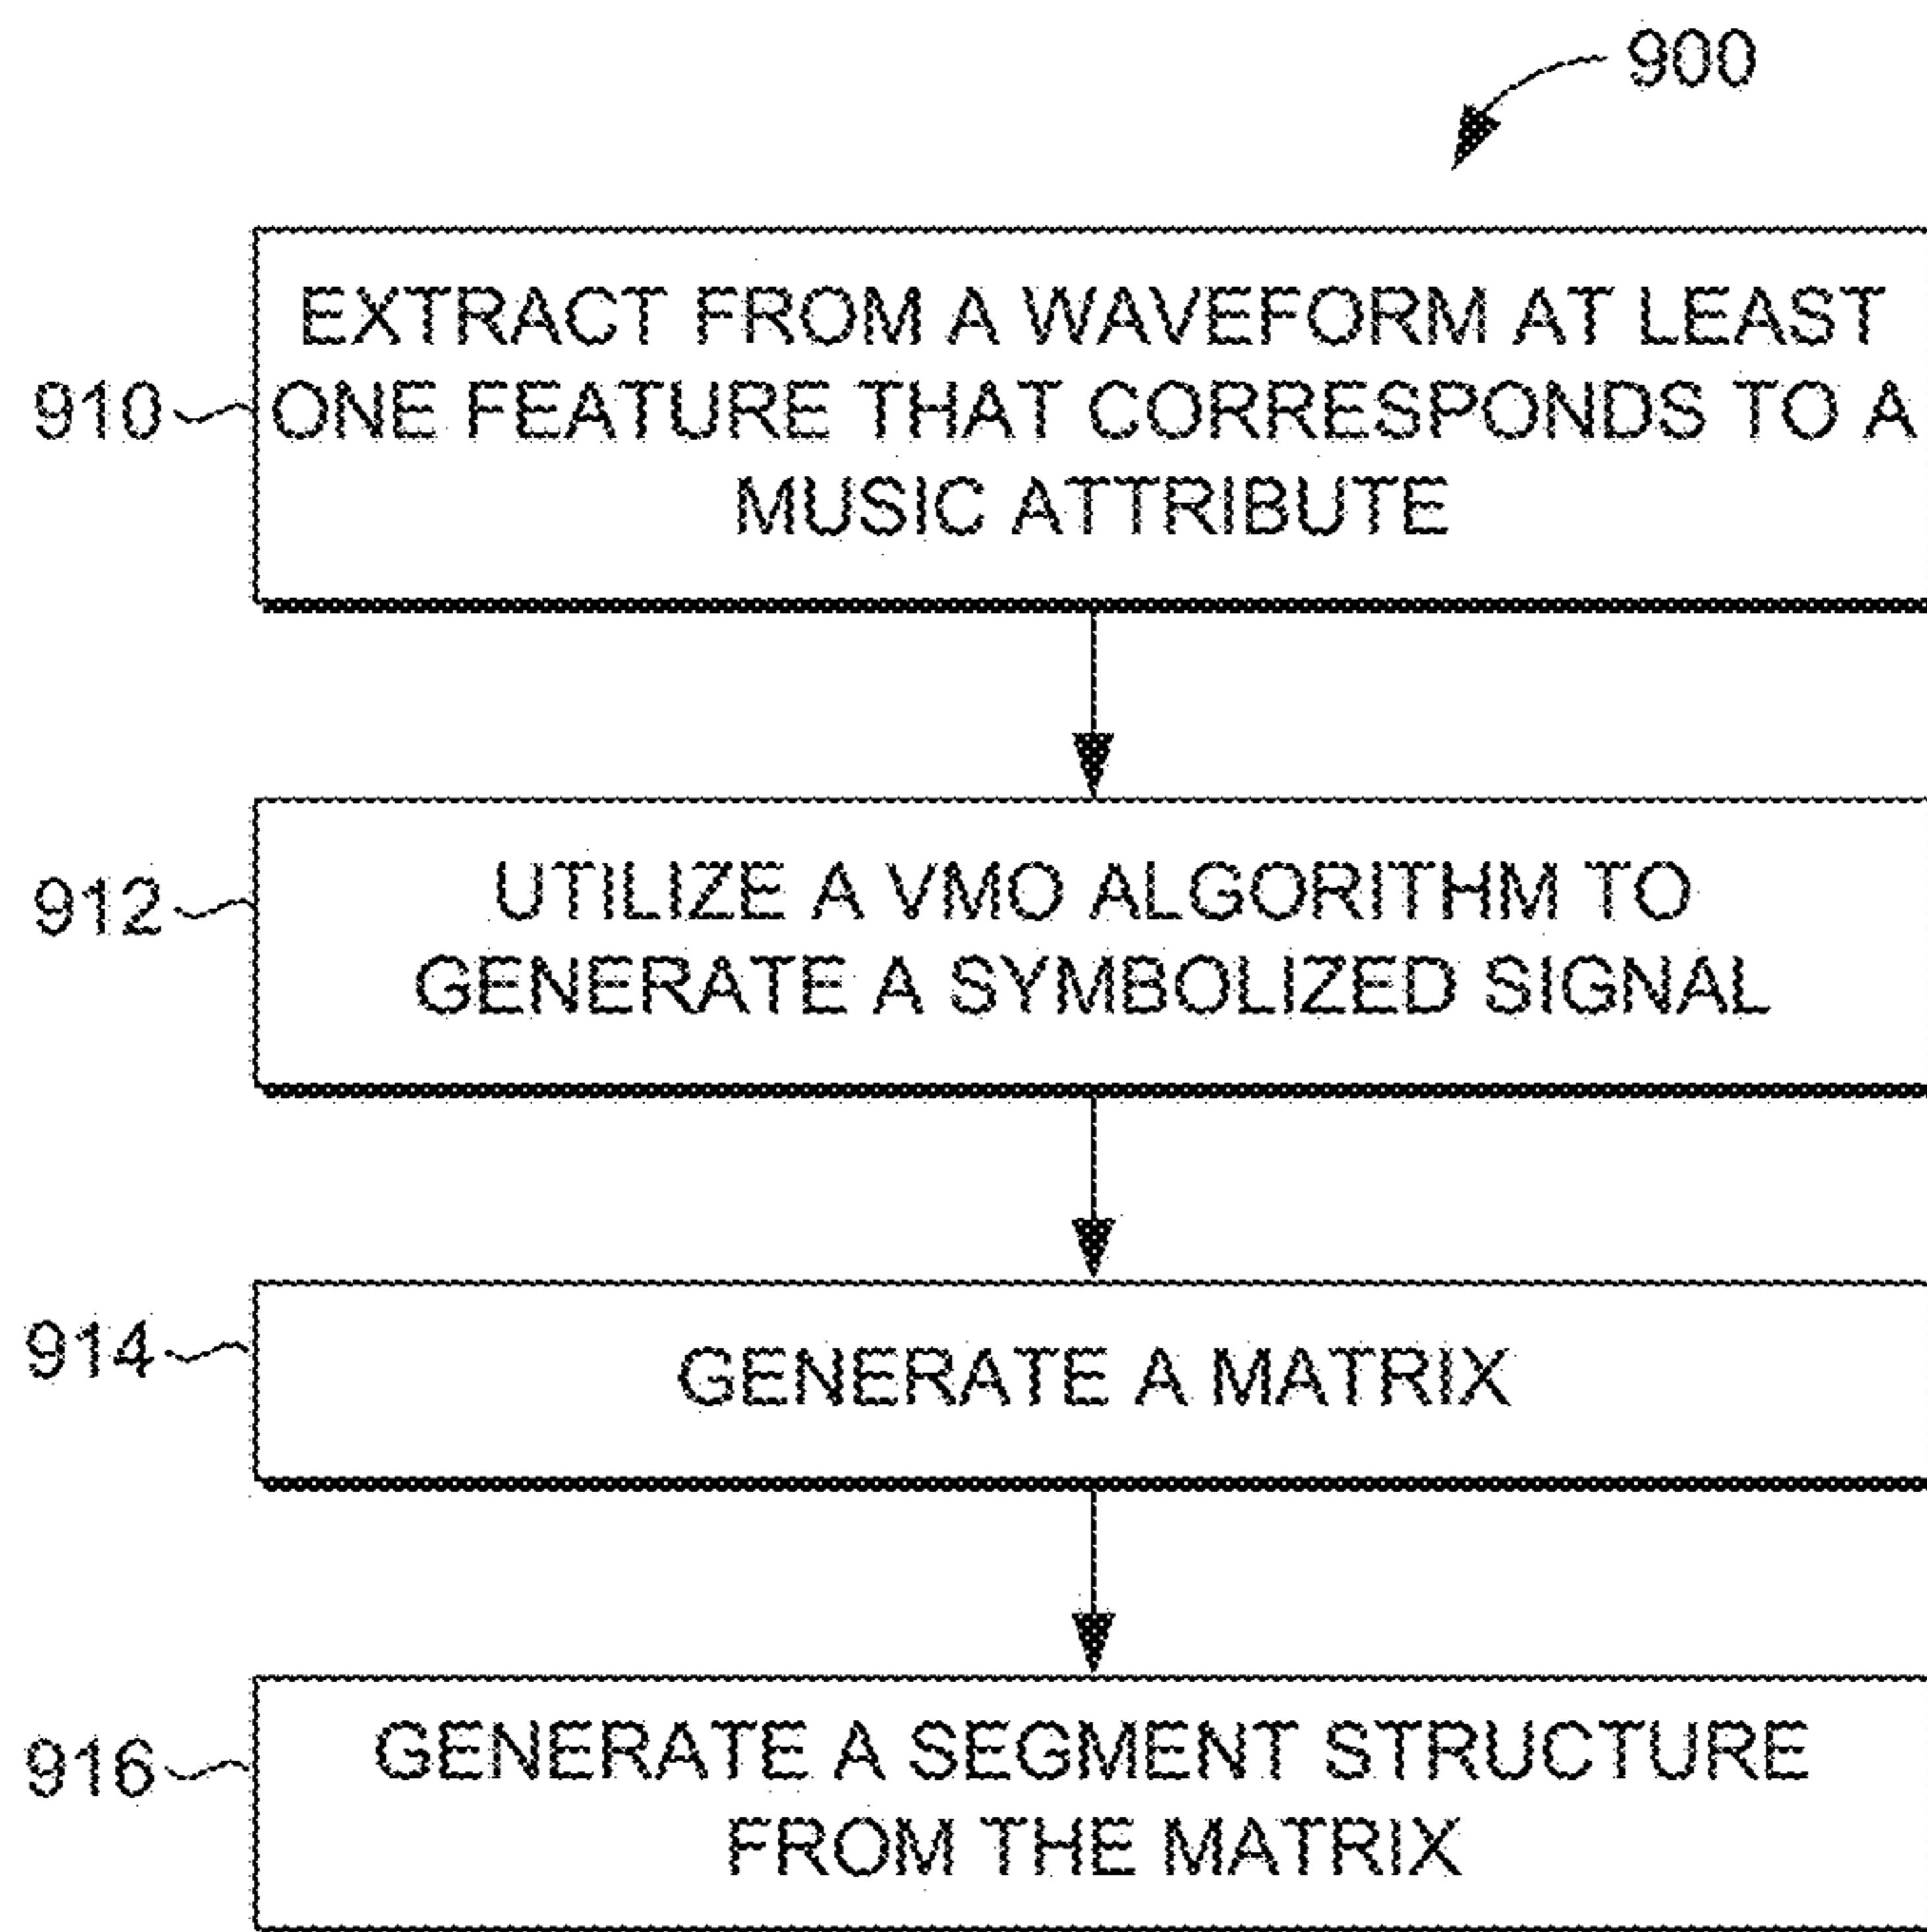 900
EXTRACT FROM A WAVEFORM AT LEAST
910 ONE FEATURE THAT CORRESPONDS TO A
MUSIC ATTRIBUTE
912 UTILIZE A VMO ALGORITHM TO
GENERATE A SYMBOLIZED SIGNAL
914 GENERATE A MATRIX
916 GENERATE A SEGMENT STRUCTURE
FROM THE MATRIX